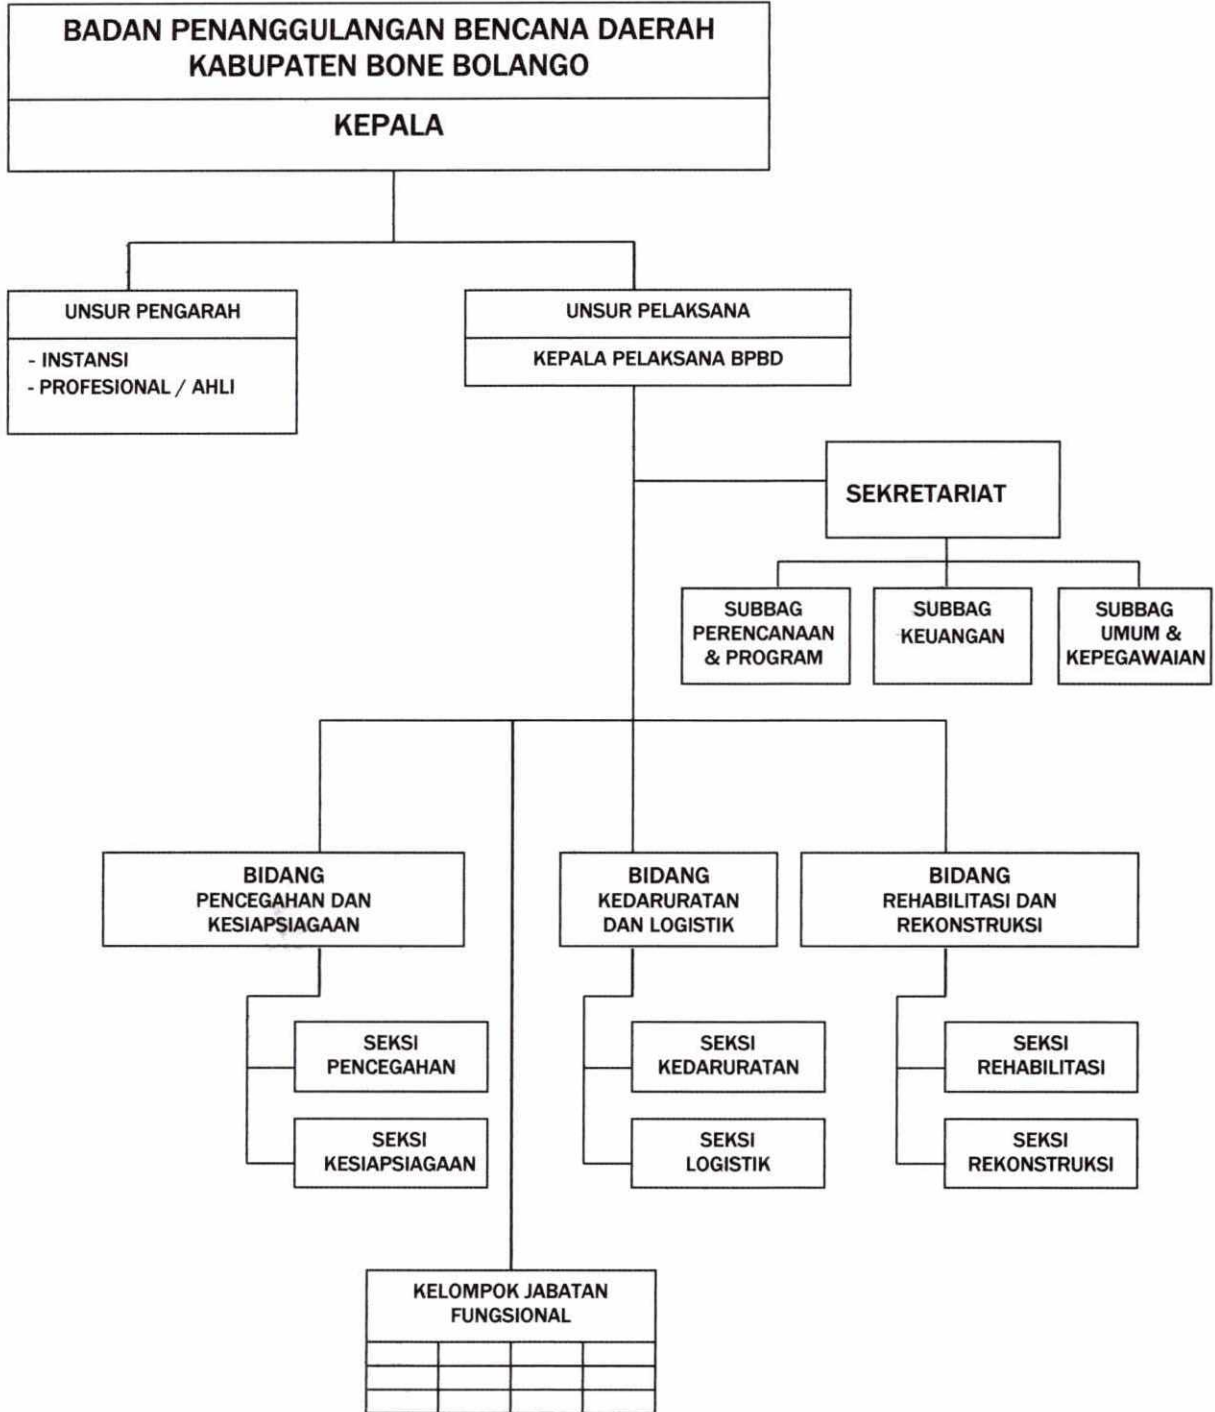 BADAN PENANGGULANGAN BENCANA DAERAH
KABUPATEN BONE BOLANGO
KEPALA
UNSUR PENGARAH
- INSTANSI
- PROFESIONAL / AHLI
UNSUR PELAKSANA
KEPALA PELAKSANA BPBD
SEKRETARIAT
SUBBAG
PERENCANAAN
& PROGRAM
SUBBAG
KEUANGAN
SUBBAG
UMUM &
KEPEGAWAIAN
BIDANG
PENCEGAHAN DAN
KESIAPSIAGAAN
BIDANG
KEDARURATAN
DAN LOGISTIK
BIDANG
REHABILITASI DAN
REKONSTRUKSI
SEKSI
PENCEGAHAN
SEKSI
KESIAPSIAGAAN
SEKSI
KEDARURATAN
SEKSI
LOGISTIK
SEKSI
REHABILITASI
SEKSI
REKONSTRUKSI
KELOMPOK JABATAN
FUNGSIONAL